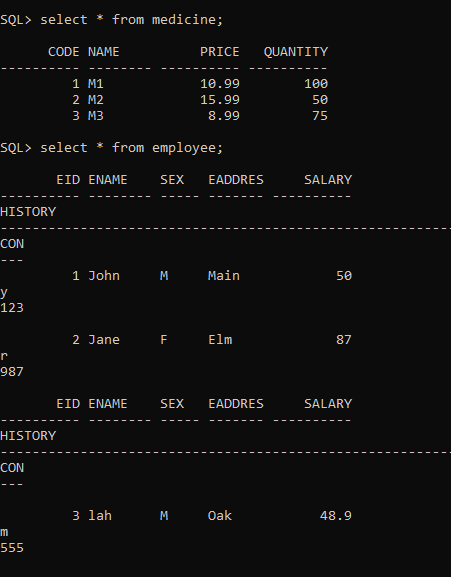 SQL> select * from medicine;
      CODE NAME          PRICE   QUANTITY
---------- -------- ---------- ----------
         1 M1            10.99        100
         2 M2            15.99         50
         3 M3             8.99         75
SQL> select * from employee;
       EID ENAME    SEX   EADDRES     SALARY
---------- -------- ----- ------- ----------
HISTORY
--------------------------------------------------------
CON
---
         1 John     M     Main            50
y
123
         2 Jane     F     Elm             87
r
987
       EID ENAME    SEX   EADDRES     SALARY
---------- -------- ----- ------- ----------
HISTORY
--------------------------------------------------------
CON
---
         3 lah      M     Oak           48.9
m
555